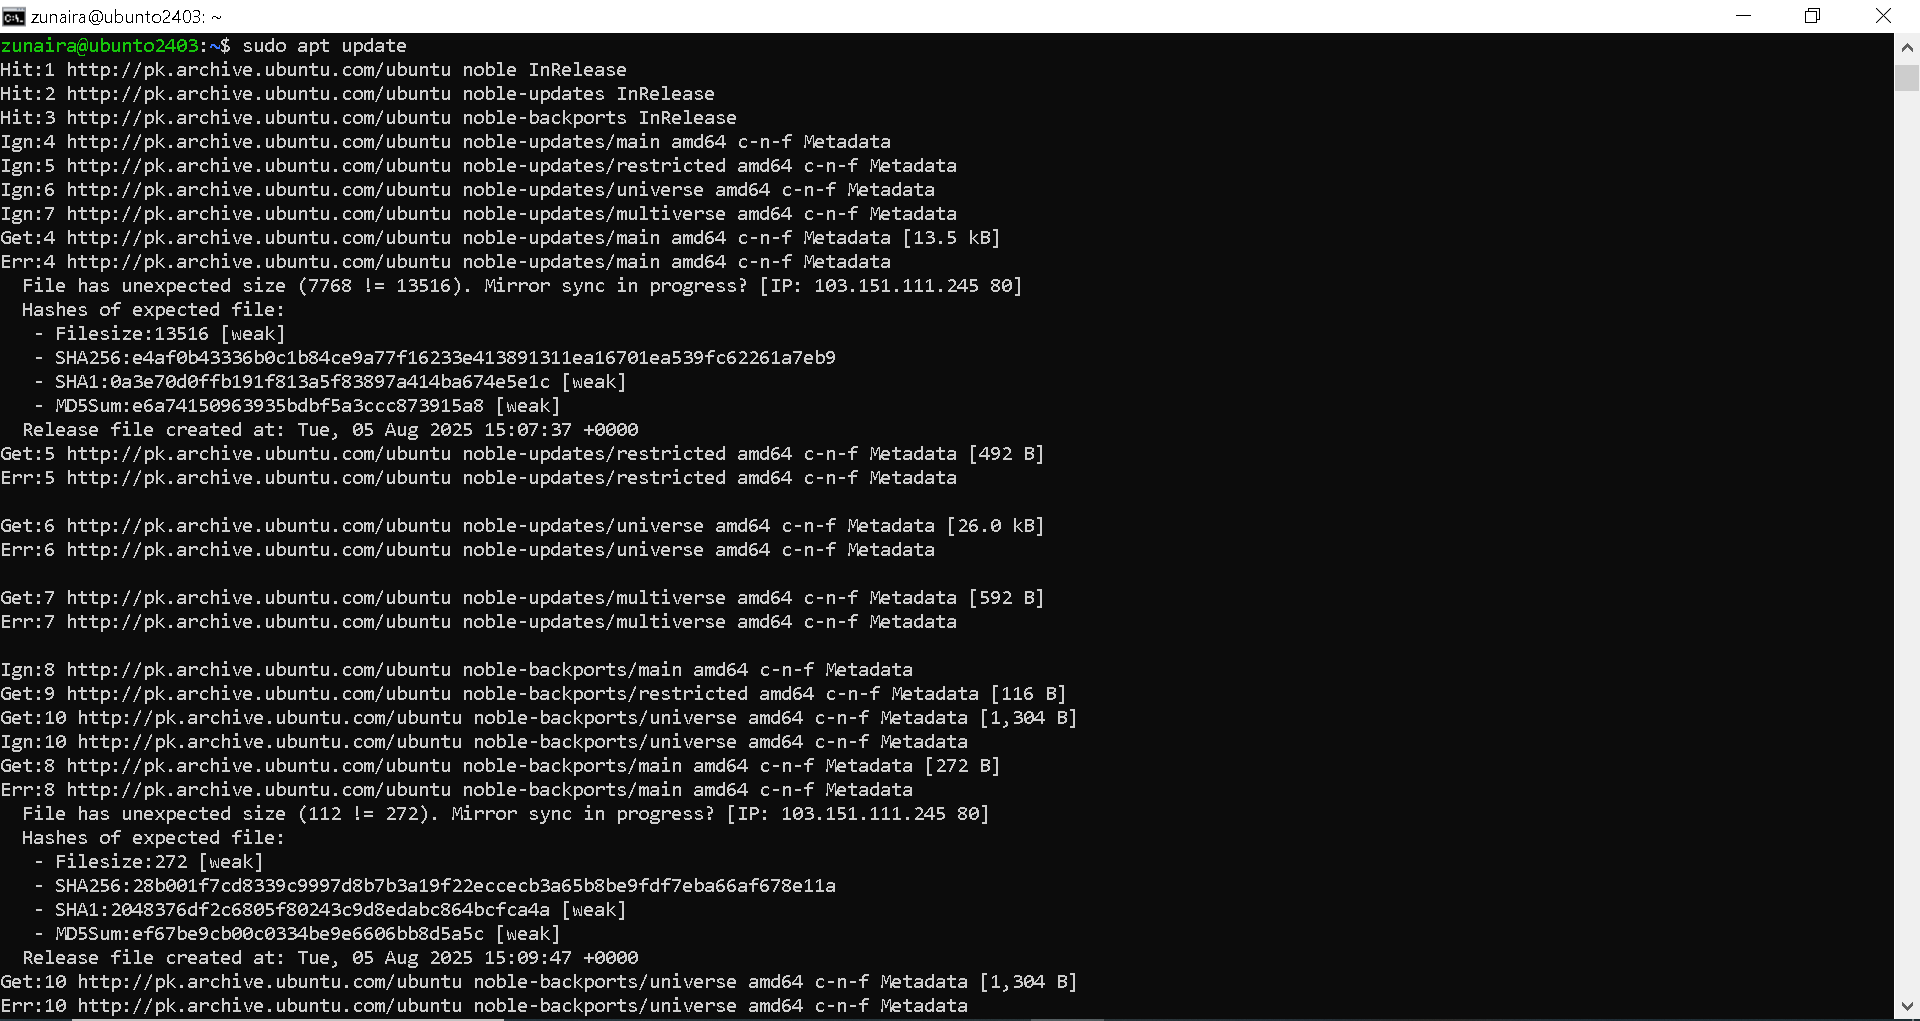 zunaira@ubunto2403: ~
zunaira@ubunto2403:~$ sudo apt update
Hit:1 http://pk.archive.ubuntu.com/ubuntu noble InRelease
Hit:2 http://pk.archive.ubuntu.com/ubuntu noble-updates InRelease
Hit:3 http://pk.archive.ubuntu.com/ubuntu noble-backports InRelease
Ign:4 http://pk.archive.ubuntu.com/ubuntu noble-updates/main amd64 c-n-f Metadata
Ign:5 http://pk.archive.ubuntu.com/ubuntu noble-updates/restricted amd64 c-n-f Metadata
Ign:6 http://pk.archive.ubuntu.com/ubuntu noble-updates/universe amd64 c-n-f Metadata
Ign:7 http://pk.archive.ubuntu.com/ubuntu noble-updates/multiverse amd64 c-n-f Metadata
Get:4 http://pk.archive.ubuntu.com/ubuntu noble-updates/main amd64 c-n-f Metadata [13.5 kB]
Err:4 http://pk.archive.ubuntu.com/ubuntu noble-updates/main amd64 c-n-f Metadata
  File has unexpected size (7768 != 13516). Mirror sync in progress? [IP: 103.151.111.245 80]
  Hashes of expected file:
   - Filesize:13516 [weak]
   - SHA256:e4af0b43336b0c1b84ce9a77f16233e413891311ea16701ea539fc62261a7eb9
   - SHA1:0a3e70d0ffb191f813a5f83897a414ba674e5e1c [weak]
   - MD5Sum:e6a74150963935bdbf5a3ccc873915a8 [weak]
  Release file created at: Tue, 05 Aug 2025 15:07:37 +0000
Get:5 http://pk.archive.ubuntu.com/ubuntu noble-updates/restricted amd64 c-n-f Metadata [492 B]
Err:5 http://pk.archive.ubuntu.com/ubuntu noble-updates/restricted amd64 c-n-f Metadata
Get:6 http://pk.archive.ubuntu.com/ubuntu noble-updates/universe amd64 c-n-f Metadata [26.0 kB]
Err:6 http://pk.archive.ubuntu.com/ubuntu noble-updates/universe amd64 c-n-f Metadata
Get:7 http://pk.archive.ubuntu.com/ubuntu noble-updates/multiverse amd64 c-n-f Metadata [592 B]
Err:7 http://pk.archive.ubuntu.com/ubuntu noble-updates/multiverse amd64 c-n-f Metadata
Ign:8 http://pk.archive.ubuntu.com/ubuntu noble-backports/main amd64 c-n-f Metadata
Get:9 http://pk.archive.ubuntu.com/ubuntu noble-backports/restricted amd64 c-n-f Metadata [116 B]
Get:10 http://pk.archive.ubuntu.com/ubuntu noble-backports/universe amd64 c-n-f Metadata [1,304 B]
Ign:10 http://pk.archive.ubuntu.com/ubuntu noble-backports/universe amd64 c-n-f Metadata
Get:8 http://pk.archive.ubuntu.com/ubuntu noble-backports/main amd64 c-n-f Metadata [272 B]
Err:8 http://pk.archive.ubuntu.com/ubuntu noble-backports/main amd64 c-n-f Metadata
  File has unexpected size (112 != 272). Mirror sync in progress? [IP: 103.151.111.245 80]
  Hashes of expected file:
   - Filesize:272 [weak]
   - SHA256:28b001f7cd8339c9997d8b7b3a19f22eccecb3a65b8be9fdf7eba66af678e11a
   - SHA1:2048376df2c6805f80243c9d8edabc864bcfca4a [weak]
   - MD5Sum:ef67be9cb00c0334be9e6606bb8d5a5c [weak]
  Release file created at: Tue, 05 Aug 2025 15:09:47 +0000
Get:10 http://pk.archive.ubuntu.com/ubuntu noble-backports/universe amd64 c-n-f Metadata [1,304 B]
Err:10 http://pk.archive.ubuntu.com/ubuntu noble-backports/universe amd64 c-n-f Metadata